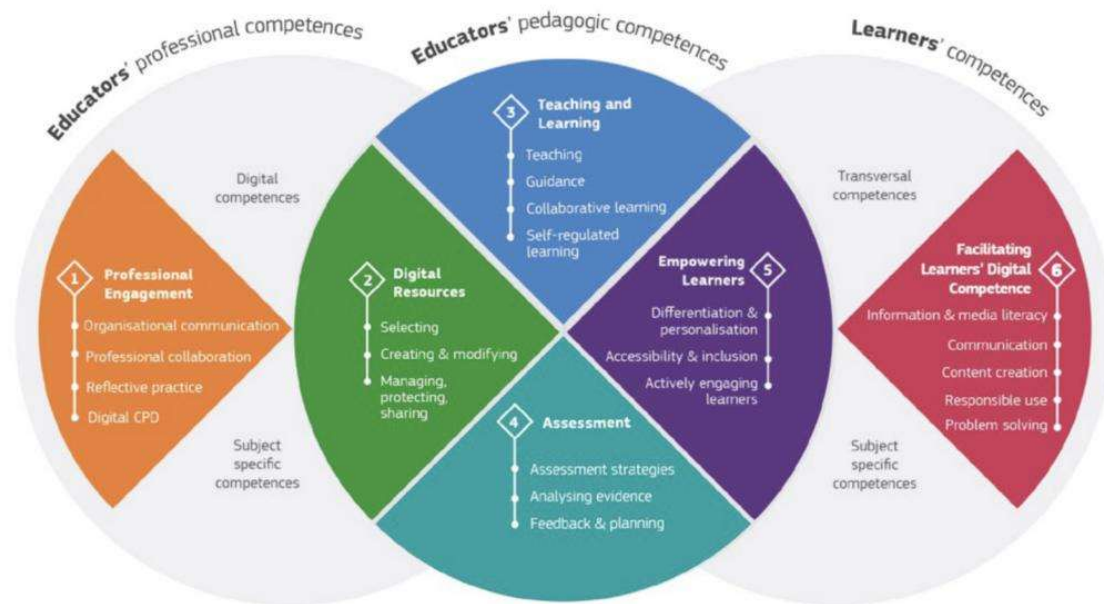 Educators' professional competences
Educators' pedagogic competences
Learners' competences
Digital
competences
Subject
specific
competences
1
Professional
Engagement
Organisational communication
Professional collaboration
Reflective practice
Digital CPD
2
Digital
Resources
Selecting
Creating & modifying
Managing,
protecting,
sharing
3
Teaching and
Learning
Teaching
Guidance
Collaborative learning
Self-regulated
learning
4
Assessment
Assessment strategies
Analysing evidence
Feedback & planning
5
Empowering
Learners
Differentiation &
personalisation
Accessibility & inclusion
Actively engaging
learners
Transversal
competences
Subject
specific
competences
6
Facilitating
Learners' Digital
Competence
Information & media literacy
Communication
Content creation
Responsible use
Problem solving